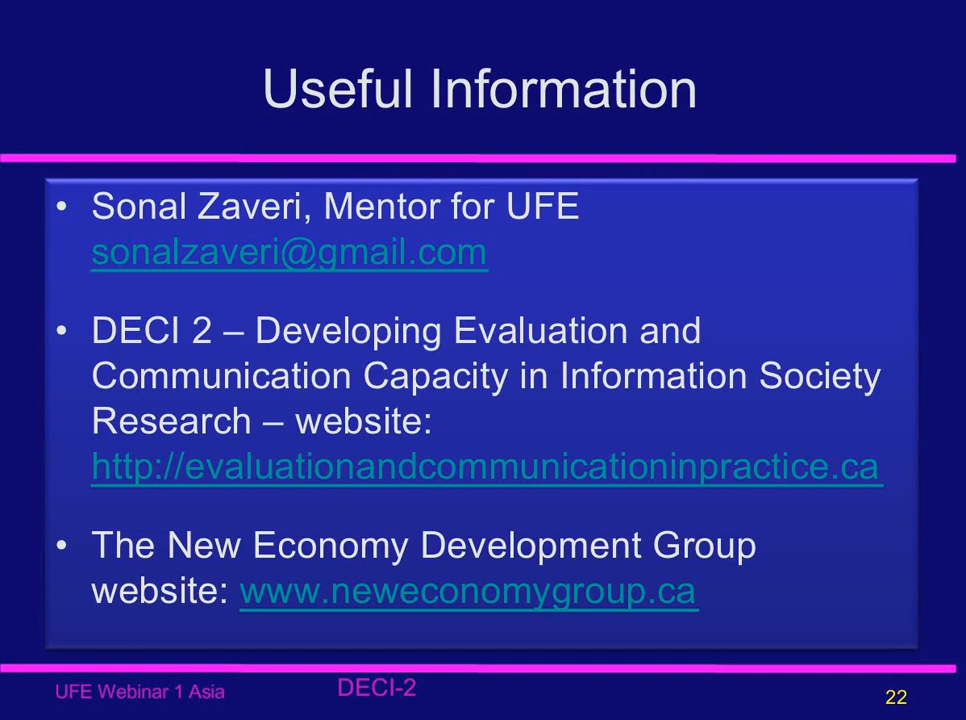 Useful Information
• Sonal Zaveri, Mentor for UFE
sonalzaveri@gmail.com
• DECI 2 – Developing Evaluation and
Communication Capacity in Information Society
Research – website:
http://evaluationandcommunicationinpractice.ca
• The New Economy Development Group
website: www.neweconomygroup.ca
UFE Webinar 1 Asia
DECI-2
22